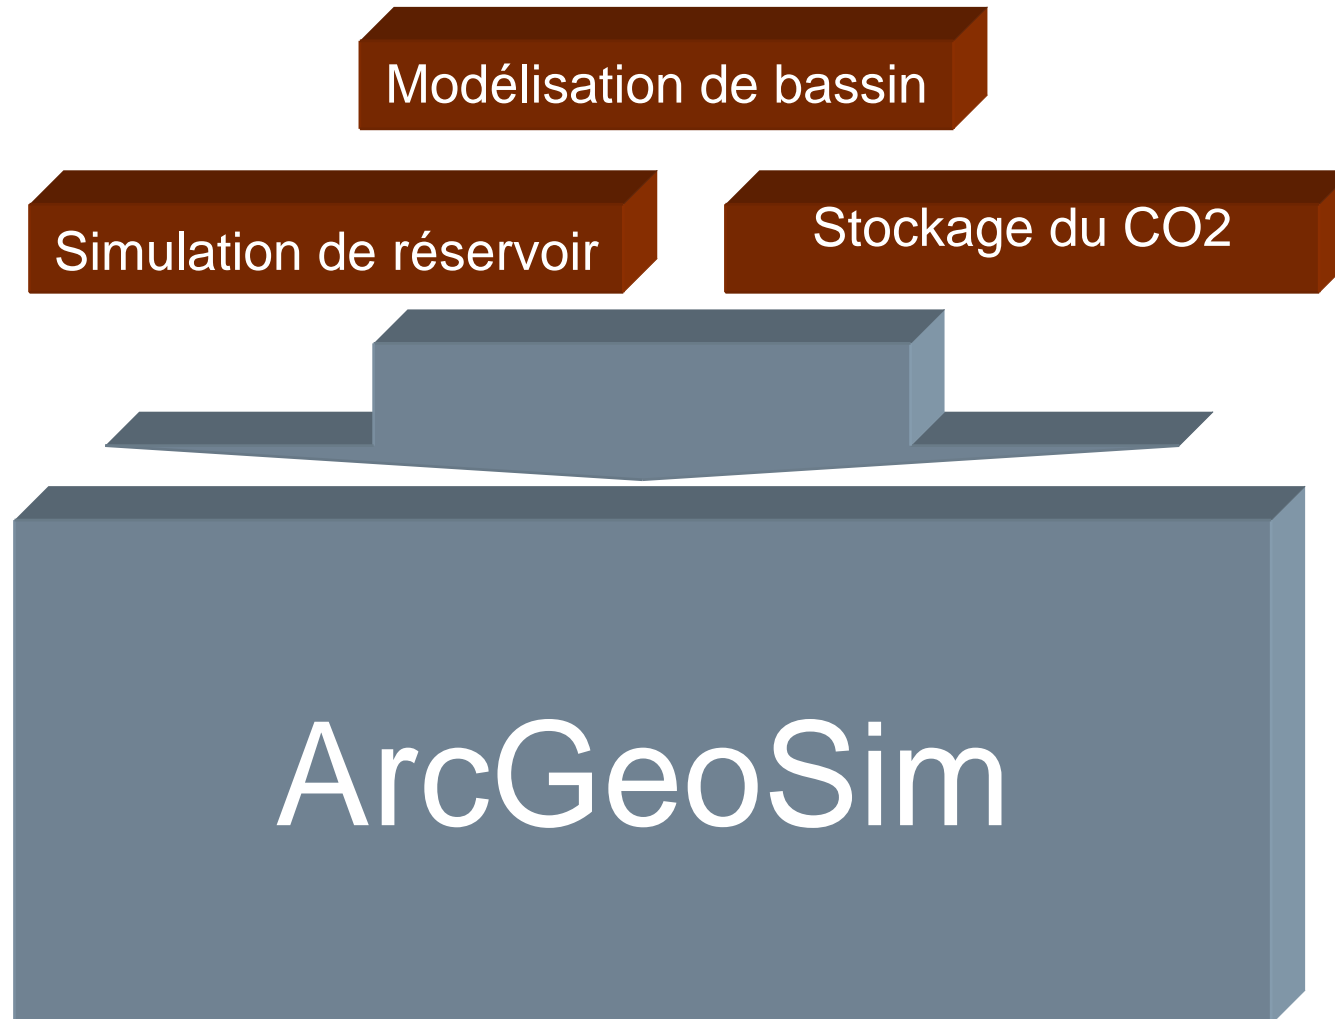 Modélisation de bassin
Simulation de réservoir
Stockage du CO2
ArcGeoSim